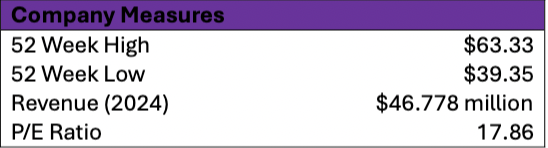 Company Measures
52 Week High $63.33
52 Week Low $39.35
Revenue (2024) $46.778 million
P/E Ratio 17.86